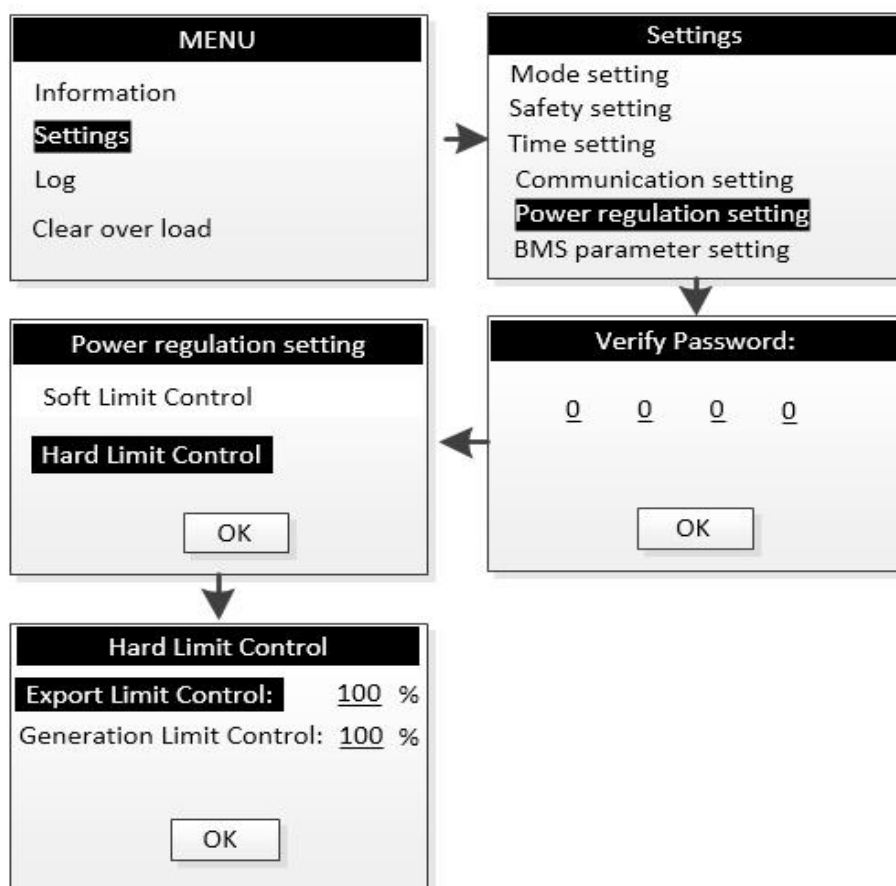 MENU
Information
Settings
Log
Clear over load
Settings
Mode setting
Safety setting
Time setting
Communication setting
Power regulation setting
BMS parameter setting
Verify Password:
0 0 0 0
OK
Power regulation setting
Soft Limit Control
Hard Limit Control
OK
Hard Limit Control
Export Limit Control: 100 %
Generation Limit Control: 100 %
OK